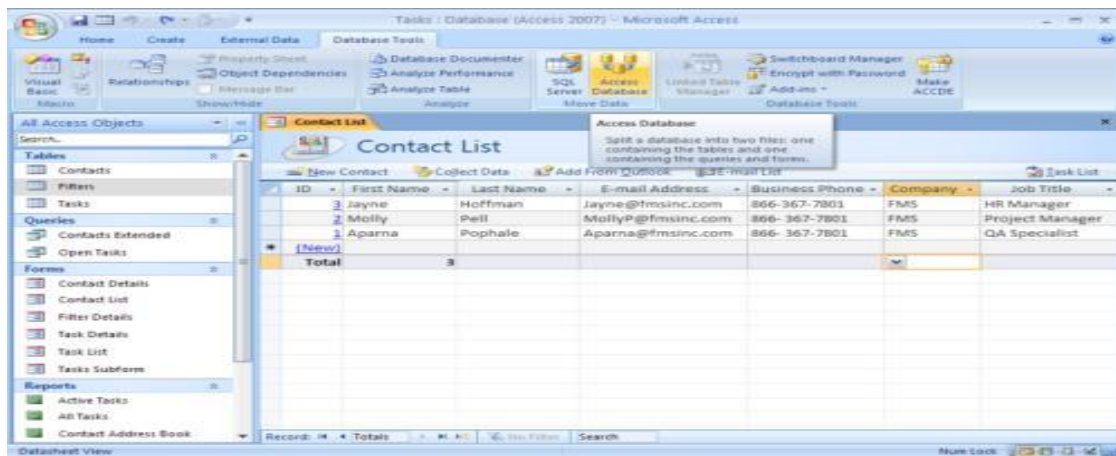 Tasks : Database (Access 2007) - Microsoft Access
Home Create External Data Database Tools
Visual Basic
Macro
Relationships
Property Sheet
Object Dependencies
Message Bar
Show/Hide
Database Documenter
Analyze Performance
Analyze Table
Analyze
SQL Server
Access Database
Linked Table Manager
Move Data
Switchboard Manager
Encrypt with Password
Add-ins
Make ACCDE
Database Tools
Access Database
Split a database into two files: one
containing the tables and one
containing the queries and forms.
All Access Objects
Search...
Tables
Contacts
Filters
Tasks
Queries
Contacts Extended
Open Tasks
Forms
Contact Details
Contact List
Filter Details
Task Details
Task List
Tasks Subform
Reports
Active Tasks
All Tasks
Contact Address Book
Contact List
Contact List
New Contact Collect Data Add From Outlook E-mail List Task List
ID First Name Last Name E-mail Address Business Phone Company Job Title
3 Jayne Hoffman Jayne@fmsinc.com 866-367-7801 FMS HR Manager
2 Molly Pell MollyP@fmsinc.com 866- 367-7801 FMS Project Manager
1 Aparna Pophale Aparna@fmsinc.com 866- 367-7801 FMS QA Specialist
* (New)
Total 3
Record: Totals No Filter Search
Datasheet View Num Lock